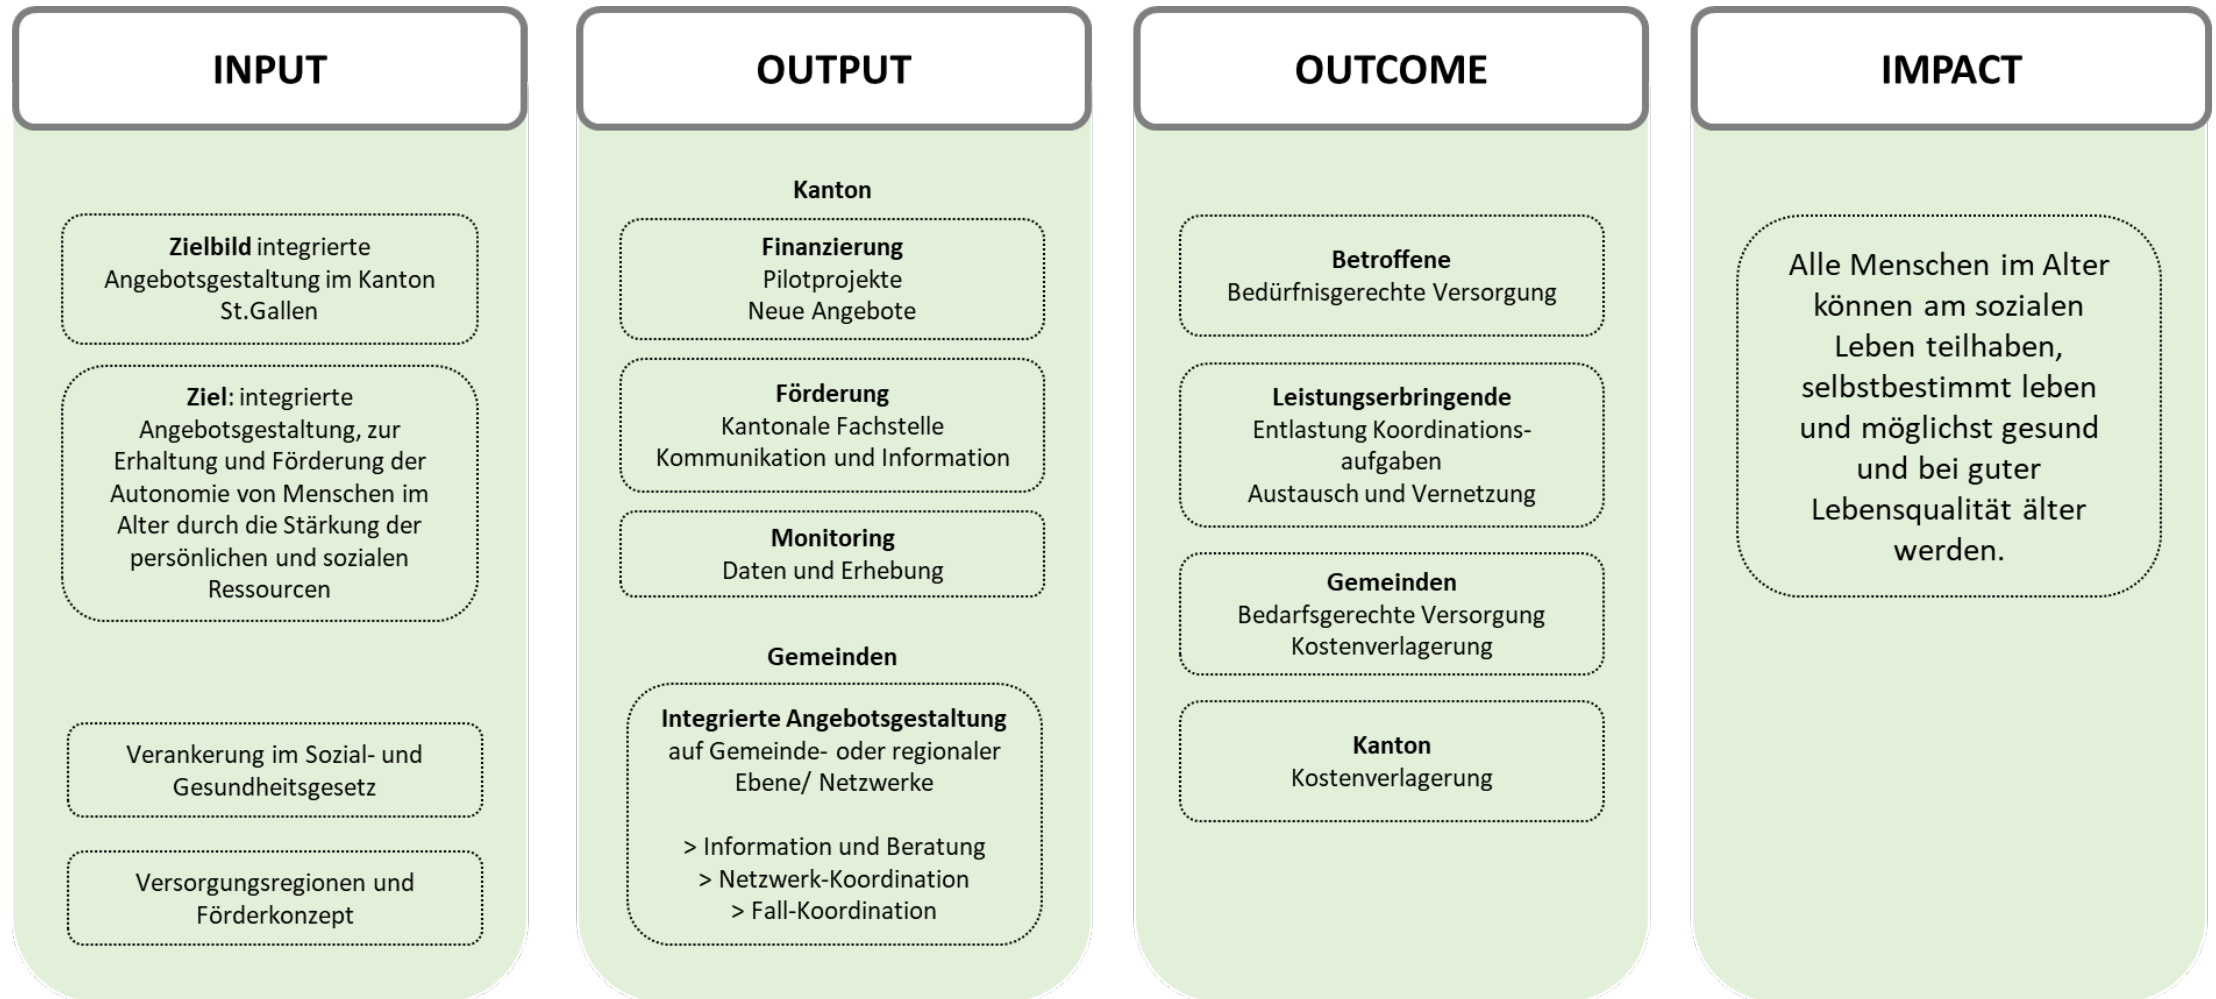 INPUT
Zielbild integrierte
Angebotsgestaltung im Kanton
St.Gallen
Ziel: integrierte
Angebotsgestaltung, zur
Erhaltung und Förderung der
Autonomie von Menschen im
Alter durch die Stärkung der
persönlichen und sozialen
Ressourcen
Verankerung im Sozial- und
Gesundheitsgesetz
Versorgungsregionen und
Förderkonzept
OUTPUT
Kanton
Finanzierung
Pilotprojekte
Neue Angebote
Förderung
Kantonale Fachstelle
Kommunikation und Information
Monitoring
Daten und Erhebung
Gemeinden
Integrierte Angebotsgestaltung
auf Gemeinde- oder regionaler
Ebene/ Netzwerke
> Information und Beratung
> Netzwerk-Koordination
> Fall-Koordination
OUTCOME
Betroffene
Bedürfnisgerechte Versorgung
Leistungserbringende
Entlastung Koordinations-
aufgaben
Austausch und Vernetzung
Gemeinden
Bedarfsgerechte Versorgung
Kostenverlagerung
Kanton
Kostenverlagerung
IMPACT
Alle Menschen im Alter
können am sozialen
Leben teilhaben,
selbstbestimmt leben
und möglichst gesund
und bei guter
Lebensqualität älter
werden.